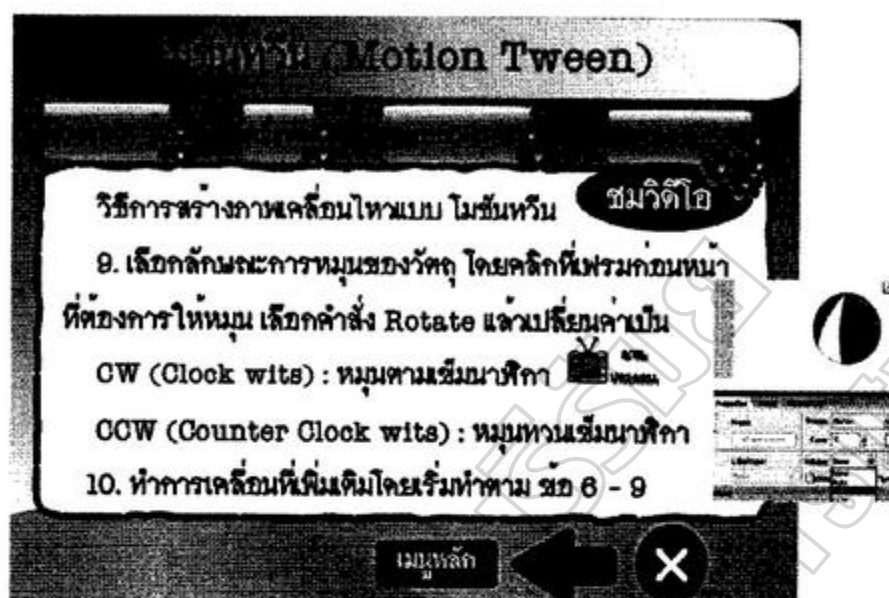 (Motion Tween)
ชมวิดีโอ
วิธีการสร้างภาพเคลื่อนไหวแบบ โมชันทวีน
9. เลือกลักษณะการหมุนของวัตถุ โดยคลิกที่เฟรมก่อนหน้า
ที่ต้องการให้หมุน เลือกคำสั่ง Rotate แล้วเปลี่ยนค่าเป็น
CW (Clock wits) : หมุนตามเข็มนาฬิกา
CCW (Counter Clock wits) : หมุนทวนเข็มนาฬิกา
10. ทำการเคลื่อนที่เพิ่มเติมโดยเริ่มทำตาม ข้อ 6 - 9
เมนูหลัก